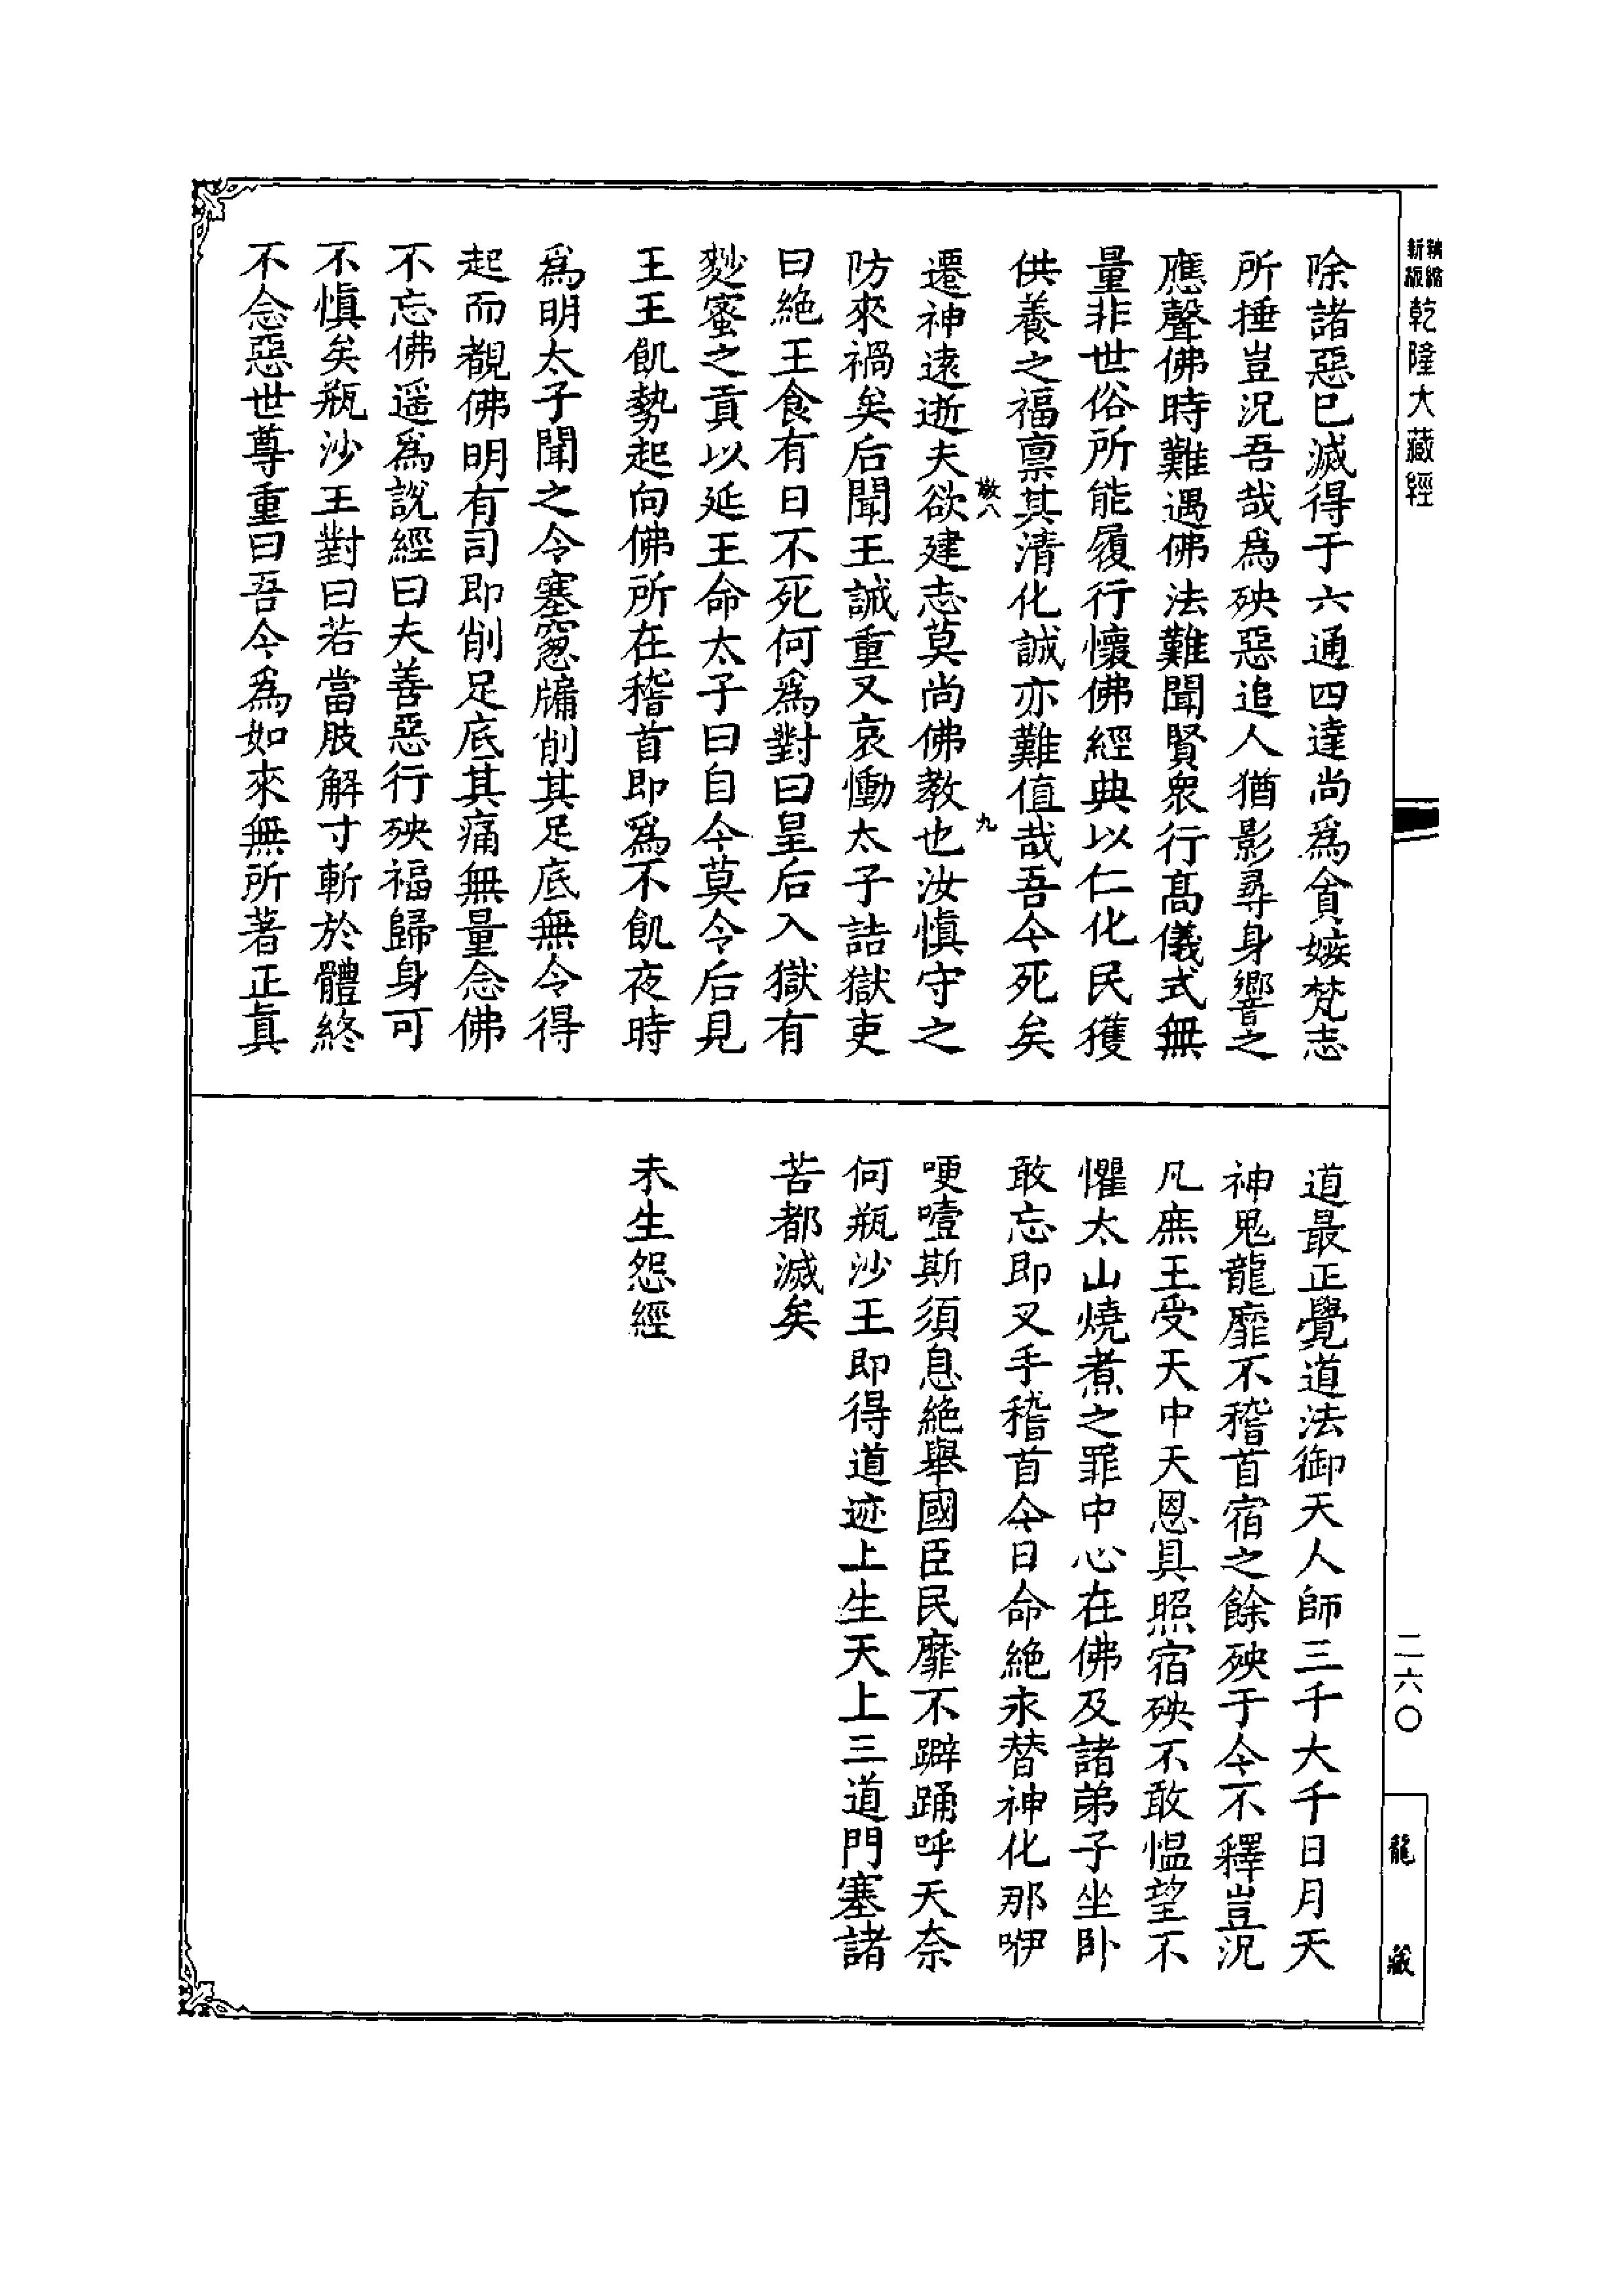 新編縮版 乾隆大藏經
除諸惡已滅得于六通四達尚爲貪嫉梵志
所捶豈況吾哉爲殃惡追人猶影尋身響之
應聲佛時難遇佛法難聞賢衆行髙儀式無
量非世俗所能履行懷佛經典以仁化民獲
供養之福禀其清化誠亦難值哉吾今死矣
敬八 九
遷神遠逝夫欲建志莫尚佛教也汝慎守之
防來禍矣后聞王誠重又哀慟太子詰獄吏
曰絶王食有日不死何爲對曰皇后入獄有
麨蜜之貢以延王命太子曰自今莫令后見
王王飢勢起向佛所在稽首即爲不飢夜時
爲明太子聞之令塞窻牖削其足底無令得
起而覩佛明有司即削足底其痛無量念佛
不忘佛遥爲說經曰夫善惡行殃福歸身可
不慎矣瓶沙王對曰若當肢解寸斬於體終
不念惡世尊重曰吾今爲如來無所著正真
道最正覺道法御天人師三千大千日月天
神鬼龍靡不稽首宿之餘殃于今不釋豈況
凡庶王受天中天恩具照宿殃不敢愠望不
懼太山燒煮之罪中心在佛及諸弟子坐卧
敢忘即叉手稽首今日命絶永替神化那咿
哽噎斯須息絶舉國臣民靡不躃踊呼天奈
何瓶沙王即得道迹上生天上三道門塞諸
苦都滅矣
未生怨經
二六〇
龍藏